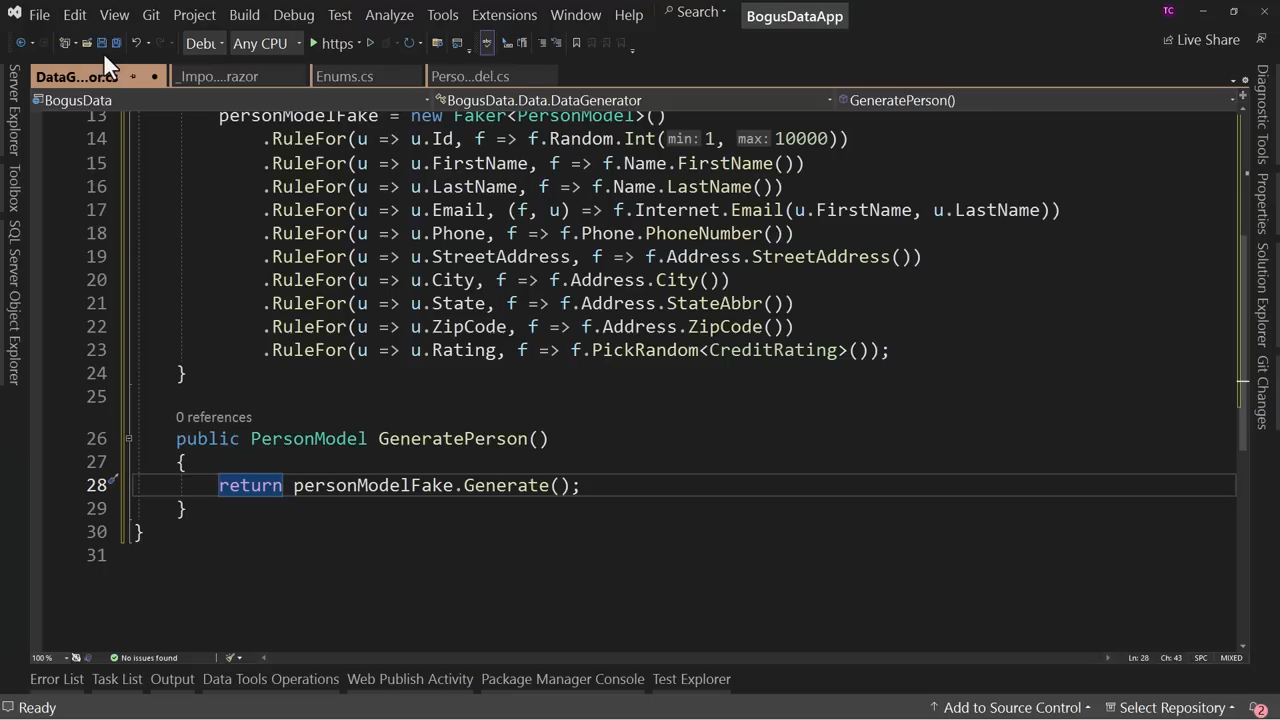 File Edit View Git Project Build Debug Test Analyze Tools Extensions Window Help Search BogusDataApp TC
Debu Any CPU https Live Share
DataG...or.cs _Impo....razor Enums.cs Perso...del.cs
BogusData BogusData.Data.DataGenerator GeneratePerson()
13 personModelFake = new Faker<PersonModel>()
14 .RuleFor(u => u.Id, f => f.Random.Int(min: 1, max: 10000))
15 .RuleFor(u => u.FirstName, f => f.Name.FirstName())
16 .RuleFor(u => u.LastName, f => f.Name.LastName())
17 .RuleFor(u => u.Email, (f, u) => f.Internet.Email(u.FirstName, u.LastName))
18 .RuleFor(u => u.Phone, f => f.Phone.PhoneNumber())
19 .RuleFor(u => u.StreetAddress, f => f.Address.StreetAddress())
20 .RuleFor(u => u.City, f => f.Address.City())
21 .RuleFor(u => u.State, f => f.Address.StateAbbr())
22 .RuleFor(u => u.ZipCode, f => f.Address.ZipCode())
23 .RuleFor(u => u.Rating, f => f.PickRandom<CreditRating>());
24 }
25
0 references
26 public PersonModel GeneratePerson()
27 {
28 return personModelFake.Generate();
29 }
30 }
31
Server Explorer
Toolbox
SQL Server Object Explorer
Diagnostic Tools
Properties
Solution Explorer
Git Changes
100 % No issues found Ln: 28 Ch: 43 SPC MIXED
Error List Task List Output Data Tools Operations Web Publish Activity Package Manager Console Test Explorer
Ready Add to Source Control Select Repository 2